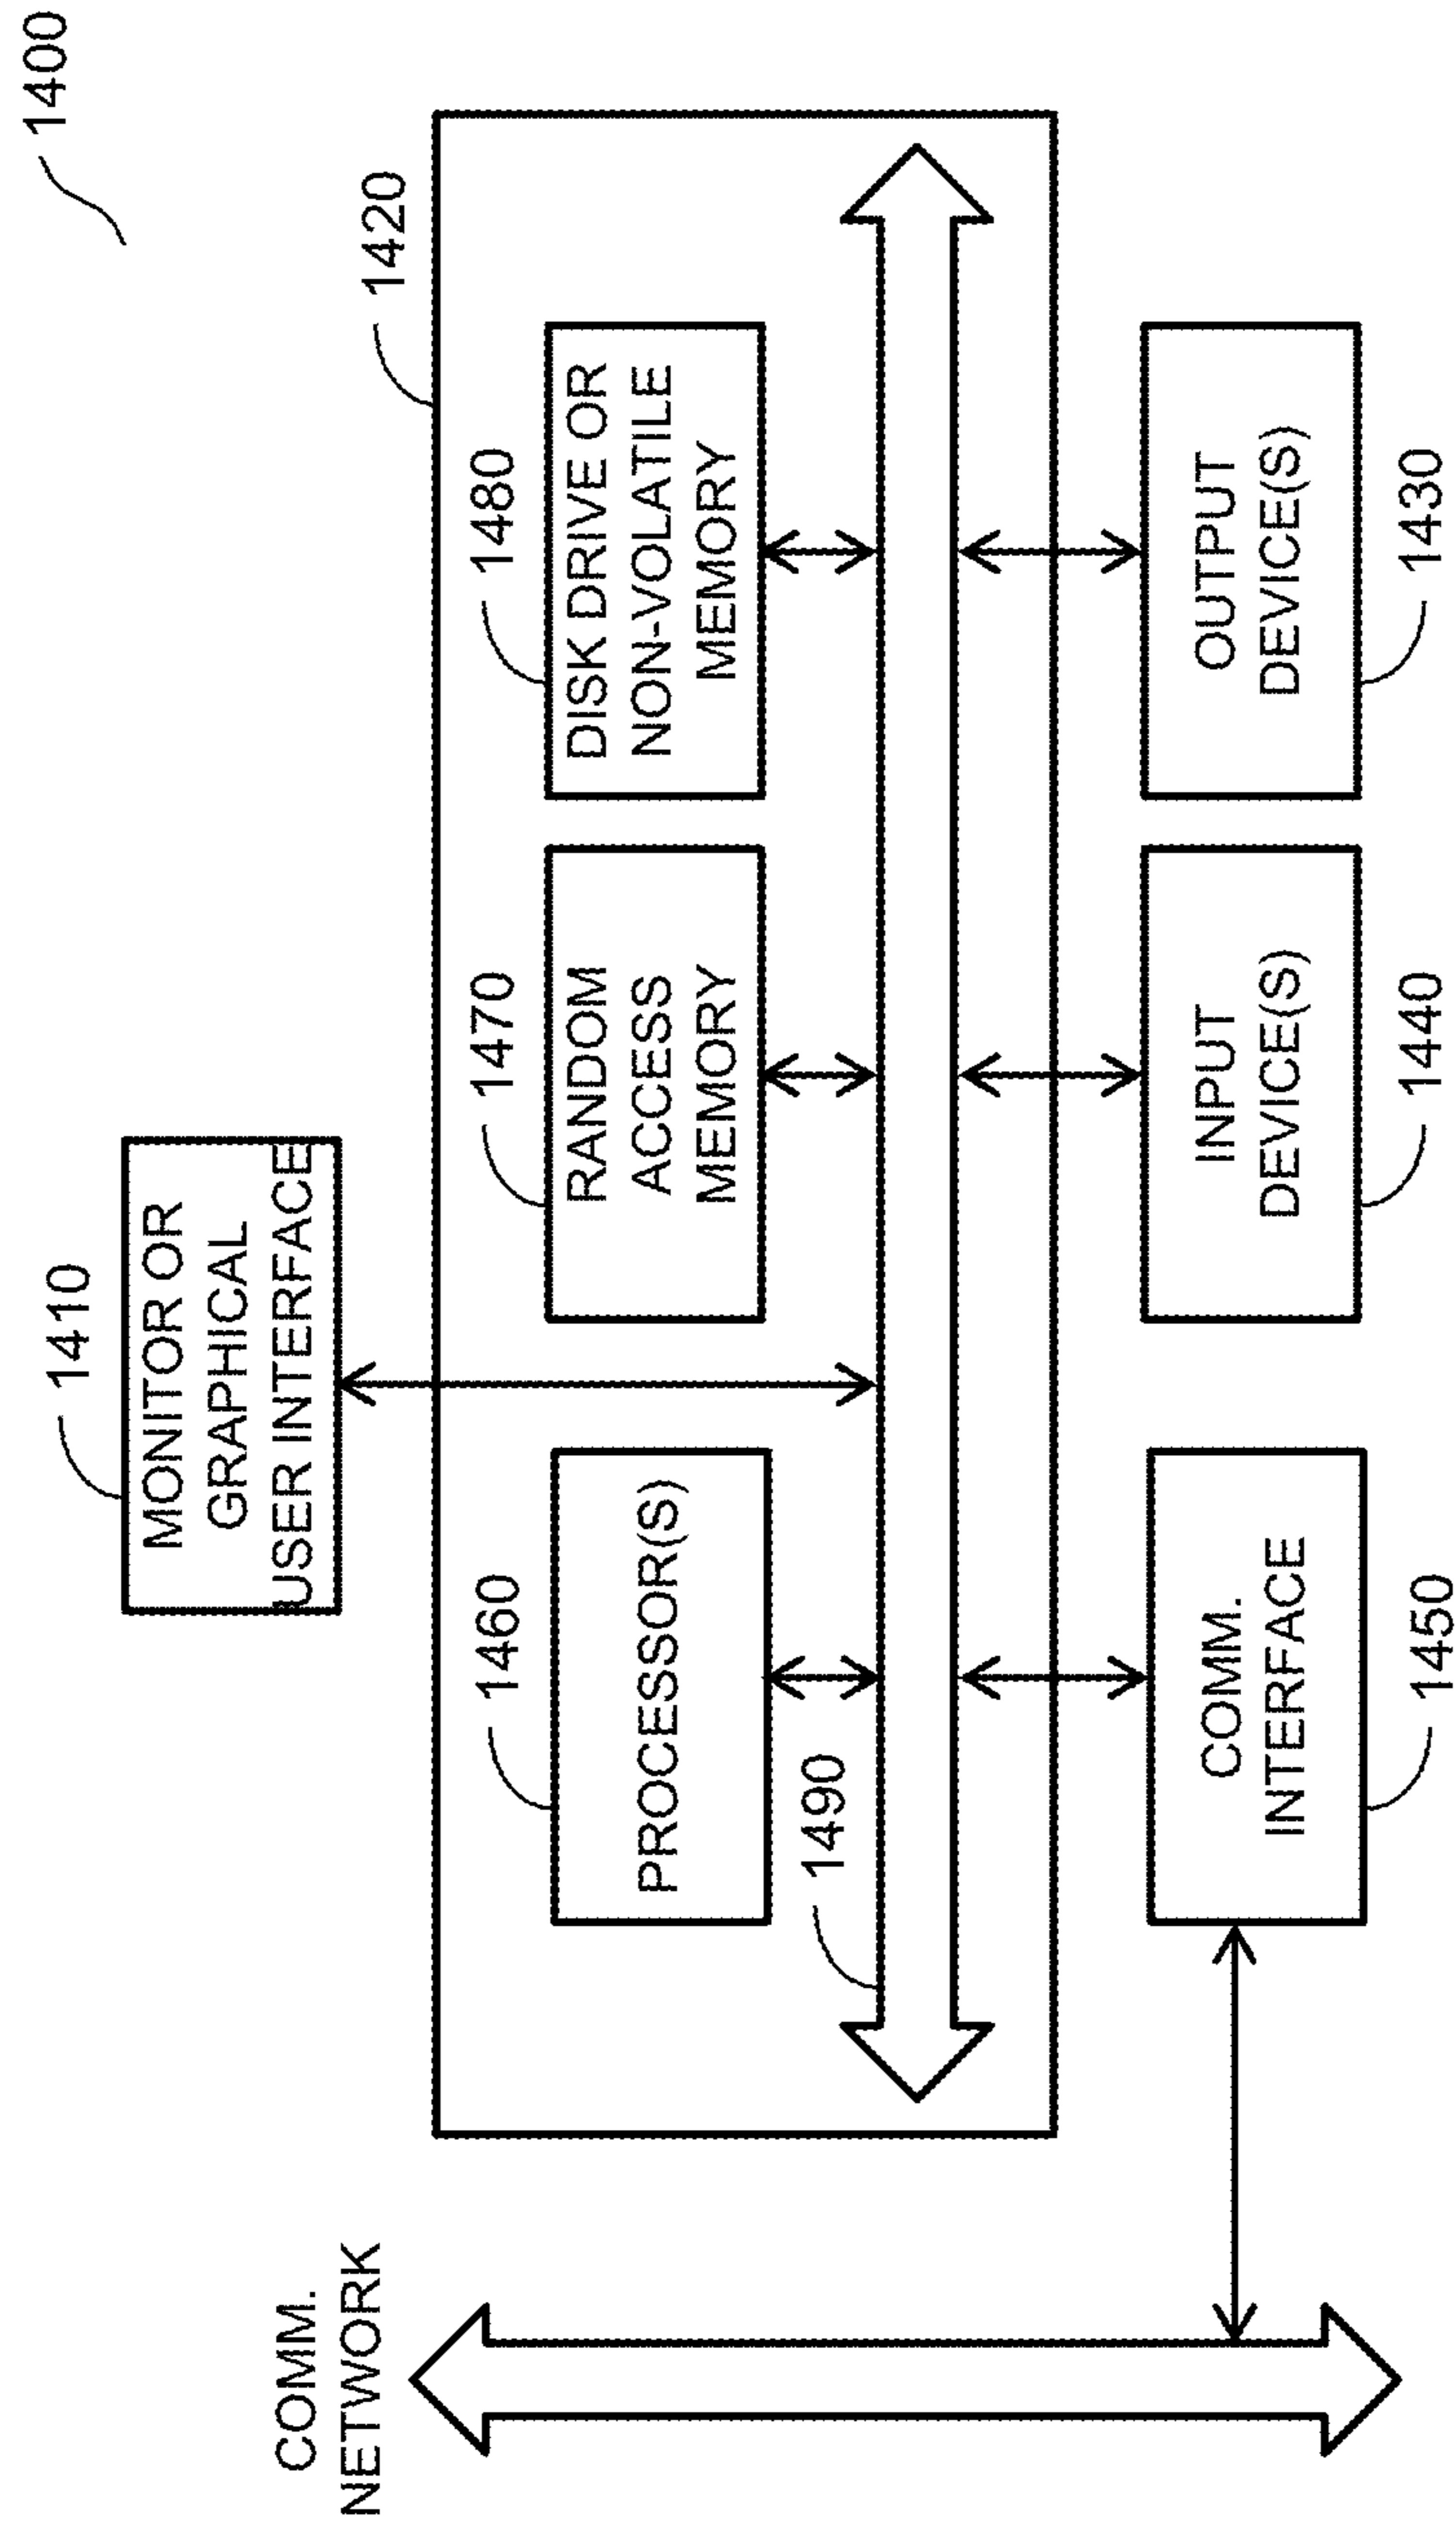 1400
1410
MONITOR OR
GRAPHICAL
USER INTERFACE
1420
1460
PROCESSOR(S)
1470
RANDOM
ACCESS
MEMORY
1480
DISK DRIVE OR
NON-VOLATILE
MEMORY
1490
COMM.
NETWORK
COMM.
INTERFACE
1450
INPUT
DEVICE(S)
1440
OUTPUT
DEVICE(S)
1430